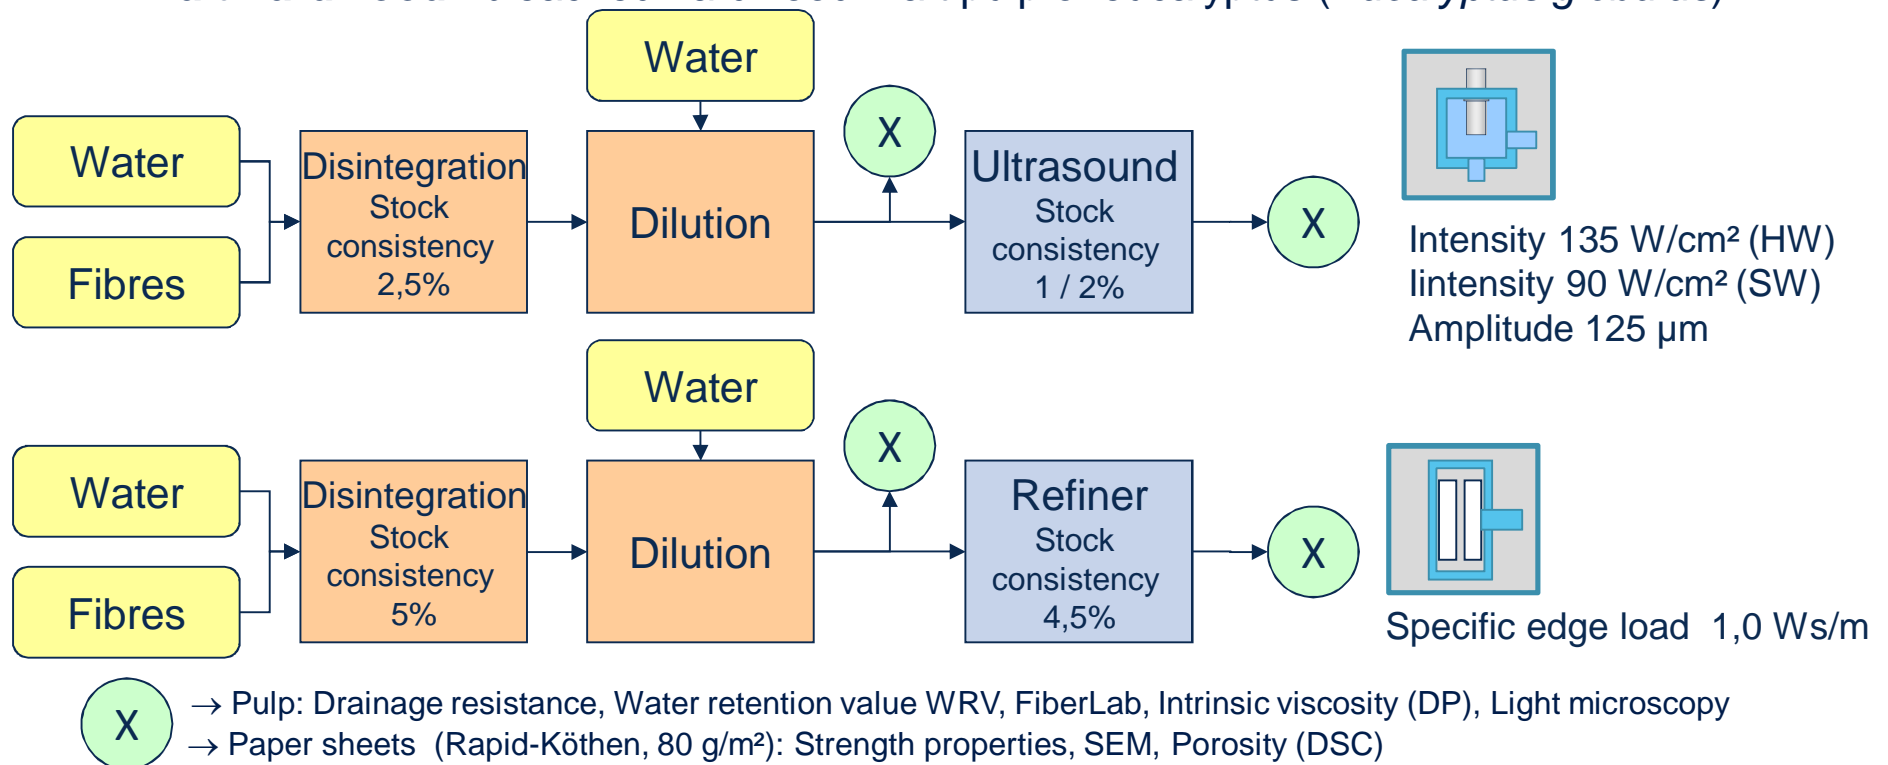 eucalyptus (Eucalyptus globulus)
Water
Water
Fibres
Disintegration
Stock
consistency
2,5%
Dilution
X
Ultrasound
Stock
consistency
1 / 2%
X
Intensity 135 W/cm² (HW)
Iintensity 90 W/cm² (SW)
Amplitude 125 µm
Water
Water
Fibres
Disintegration
Stock
consistency
5%
Dilution
X
Refiner
Stock
consistency
4,5%
X
Specific edge load 1,0 Ws/m
X
→ Pulp: Drainage resistance, Water retention value WRV, FiberLab, Intrinsic viscosity (DP), Light microscopy
→ Paper sheets (Rapid-Köthen, 80 g/m²): Strength properties, SEM, Porosity (DSC)